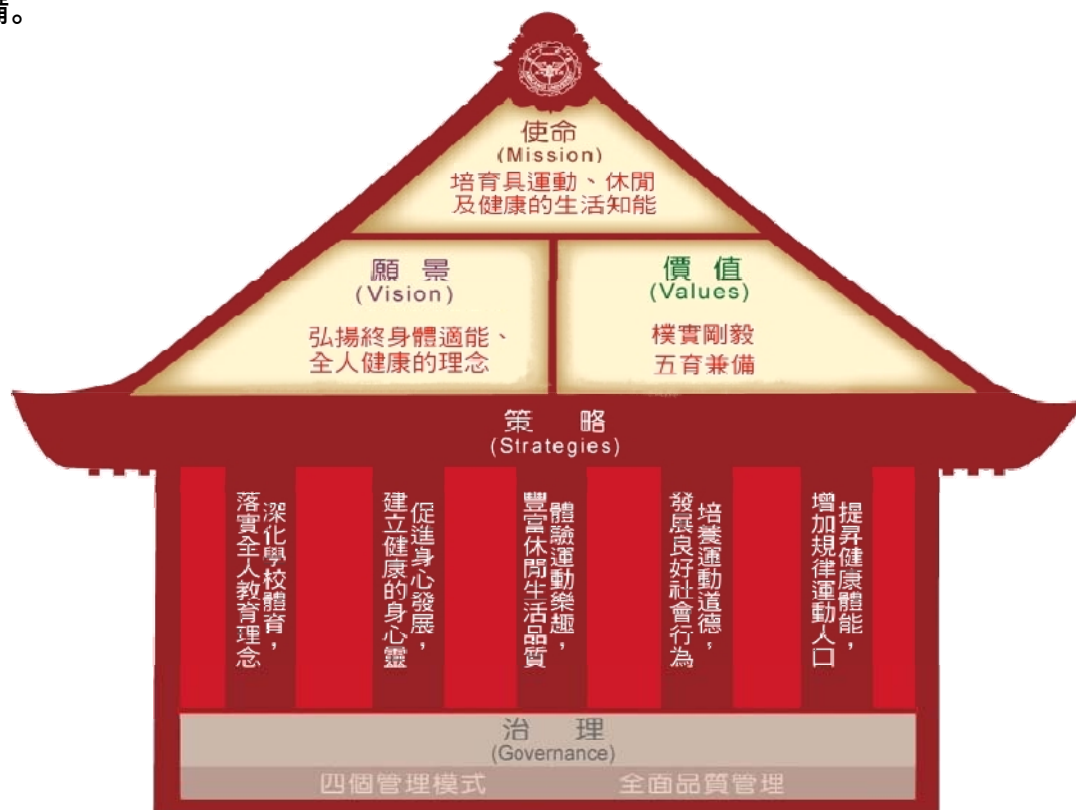 備。
使命
(Mission)
培育具運動、休閒
及健康的生活知能
願景
(Vision)
弘揚終身體適能、
全人健康的理念
價值
(Values)
樸實剛毅
五育兼備
策略
(Strategies)
深化學校體育，
落實全人教育理念
促進身心發展，
建立健康的身心靈
體驗運動樂趣，
豐富休閒生活品質
培養運動道德，
發展良好社會行為
提昇健康體能，
增加規律運動人口
治理
(Governance)
四個管理模式 全面品質管理